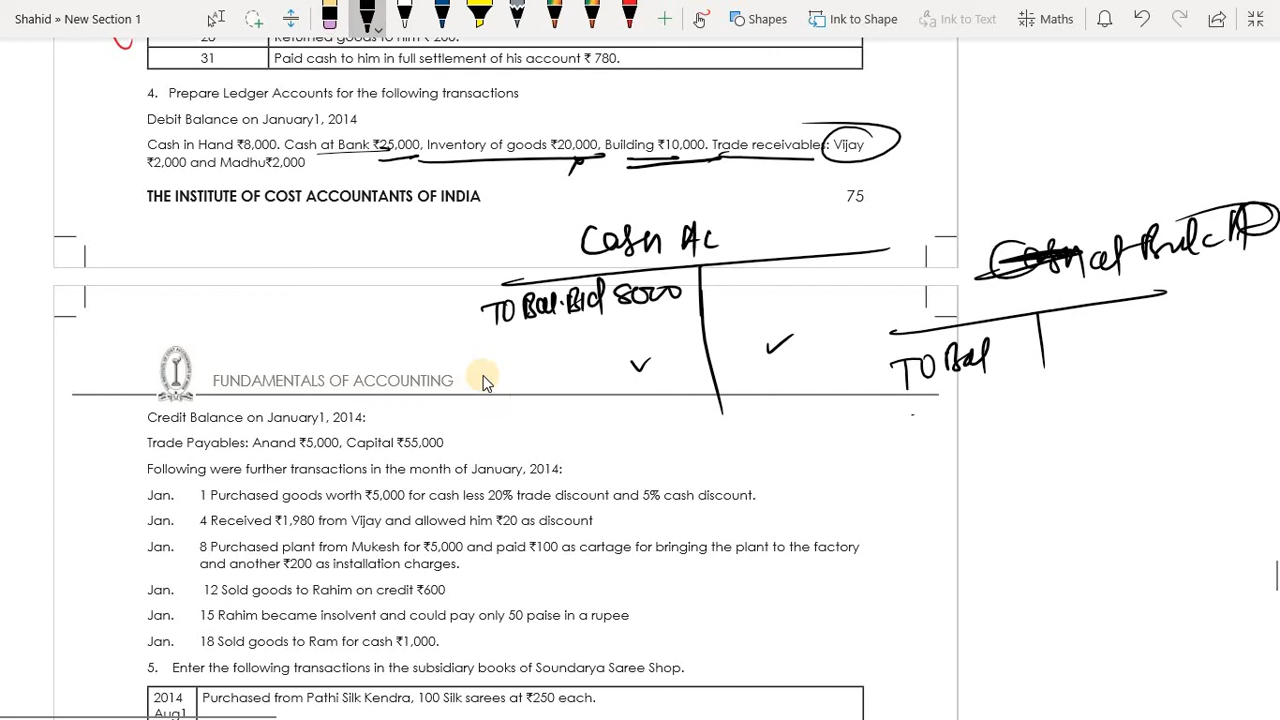 Shahid » New Section 1
Shapes
Ink to Shape
Ink to Text
Maths
Returned goods to him ₹ 200.
31 Paid cash to him in full settlement of his account ₹ 780.
4. Prepare Ledger Accounts for the following transactions
Debit Balance on January1, 2014
Cash in Hand ₹8,000. Cash at Bank ₹25,000, Inventory of goods ₹20,000, Building ₹10,000. Trade receivables: Vijay
₹2,000 and Madhu₹2,000
THE INSTITUTE OF COST ACCOUNTANTS OF INDIA 75
Cash Ac
TO Bal. B/d 8000
TO Bal
FUNDAMENTALS OF ACCOUNTING
Credit Balance on January1, 2014:
Trade Payables: Anand ₹5,000, Capital ₹55,000
Following were further transactions in the month of January, 2014:
Jan. 1 Purchased goods worth ₹5,000 for cash less 20% trade discount and 5% cash discount.
Jan. 4 Received ₹1,980 from Vijay and allowed him ₹20 as discount
Jan. 8 Purchased plant from Mukesh for ₹5,000 and paid ₹100 as cartage for bringing the plant to the factory
and another ₹200 as installation charges.
Jan. 12 Sold goods to Rahim on credit ₹600
Jan. 15 Rahim became insolvent and could pay only 50 paise in a rupee
Jan. 18 Sold goods to Ram for cash ₹1,000.
5. Enter the following transactions in the subsidiary books of Soundarya Saree Shop.
2014 Purchased from Pathi Silk Kendra, 100 Silk sarees at ₹250 each.
Aug1